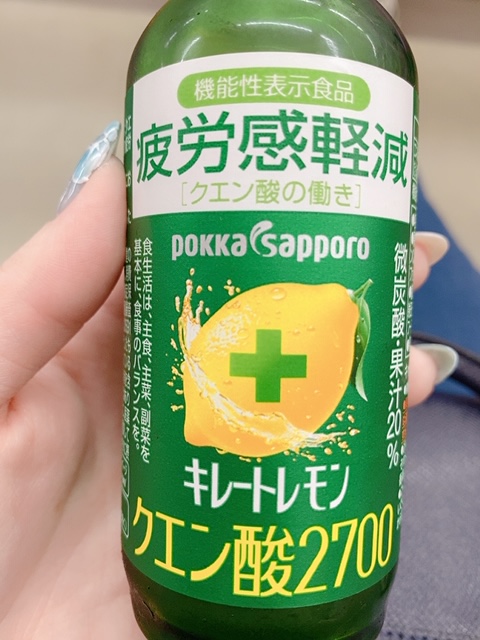 機能性表示食品
疲労感軽減
[クエン酸の働き]
pokka sapporo
微炭酸・果汁20%
食生活は、主食、主菜、副菜を
基本に、食事のバランスを。
キレートレモン
クエン酸2700